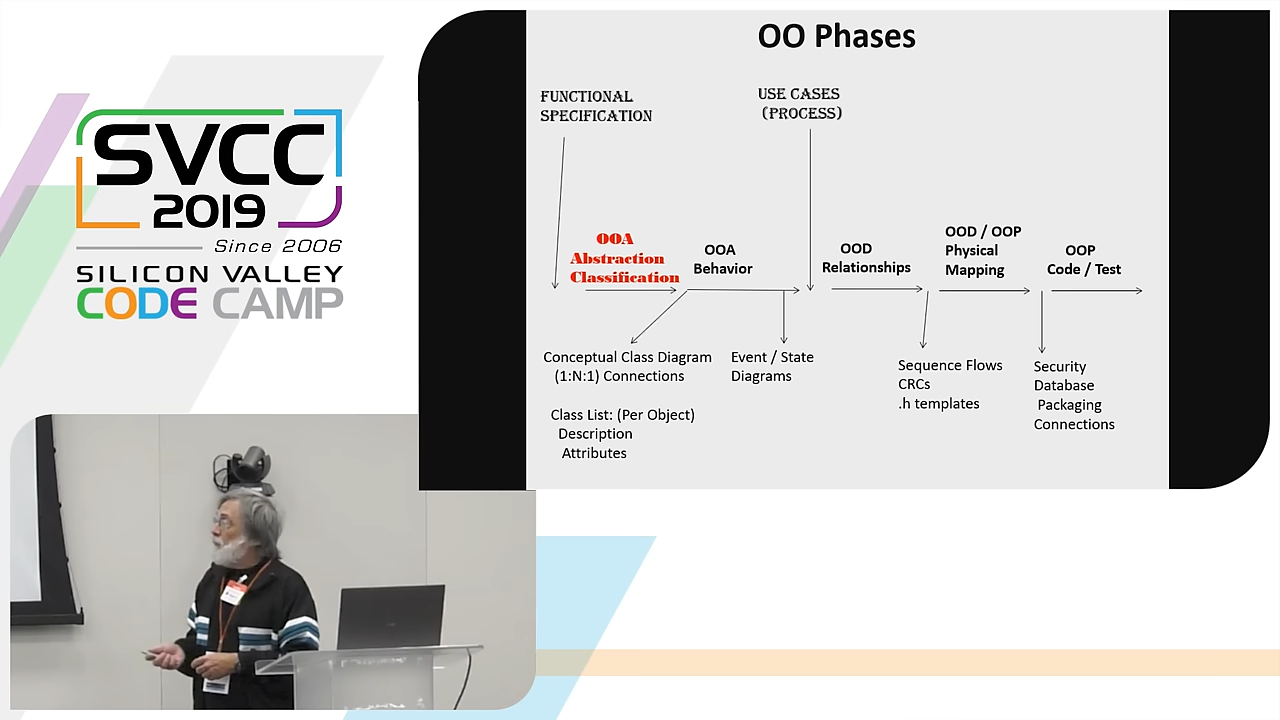 SVCC
2019
Since 2006
SILICON VALLEY
CODE CAMP
OO Phases
FUNCTIONAL
SPECIFICATION
USE CASES
(PROCESS)
OOA
Abstraction
Classification
OOA
Behavior
OOD
Relationships
OOD / OOP
Physical
Mapping
OOP
Code / Test
Conceptual Class Diagram
(1:N:1) Connections
Class List: (Per Object)
Description
Attributes
Event / State
Diagrams
Sequence Flows
CRCs
.h templates
Security
Database
Packaging
Connections